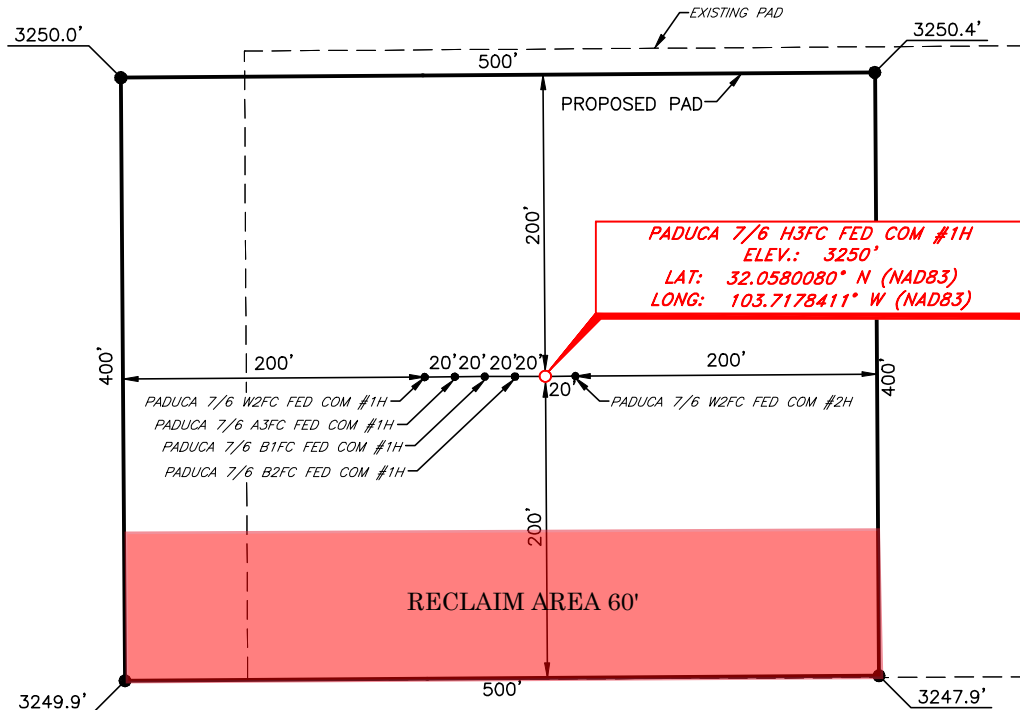 EXISTING PAD
3250.0'
3250.4'
500'
PROPOSED PAD
200'
PADUCA 7/6 H3FC FED COM #1H
ELEV.: 3250'
LAT: 32.0580080° N (NAD83)
LONG: 103.7178411° W (NAD83)
400'
200'
20'
20'
20'
20'
20'
200'
400'
PADUCA 7/6 W2FC FED COM #1H
PADUCA 7/6 W2FC FED COM #2H
PADUCA 7/6 A3FC FED COM #1H
PADUCA 7/6 B1FC FED COM #1H
PADUCA 7/6 B2FC FED COM #1H
200'
RECLAIM AREA 60'
500'
3249.9'
3247.9'